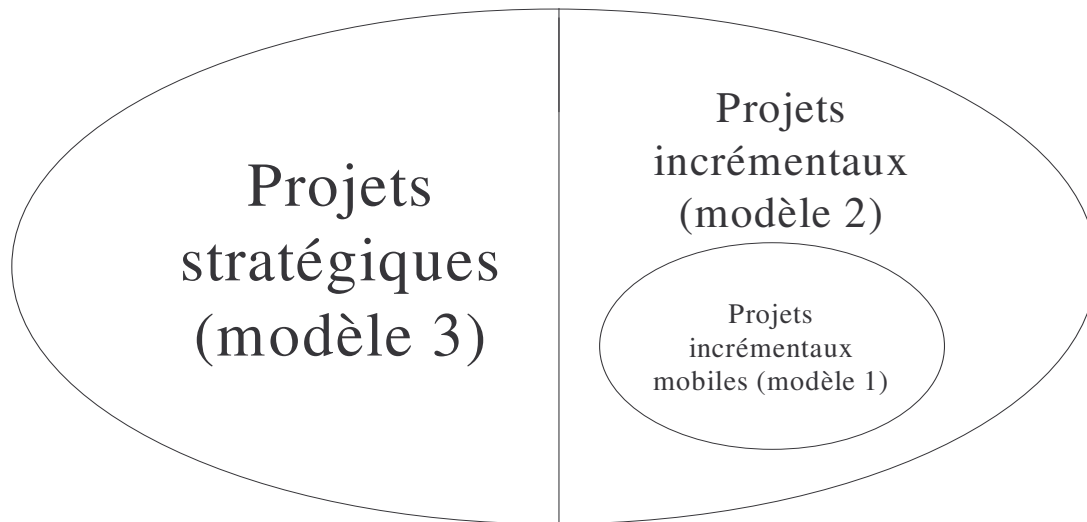 Projets
stratégiques
(modèle 3)
Projets
incrémentaux
(modèle 2)
Projets
incrémentaux
mobiles (modèle 1)